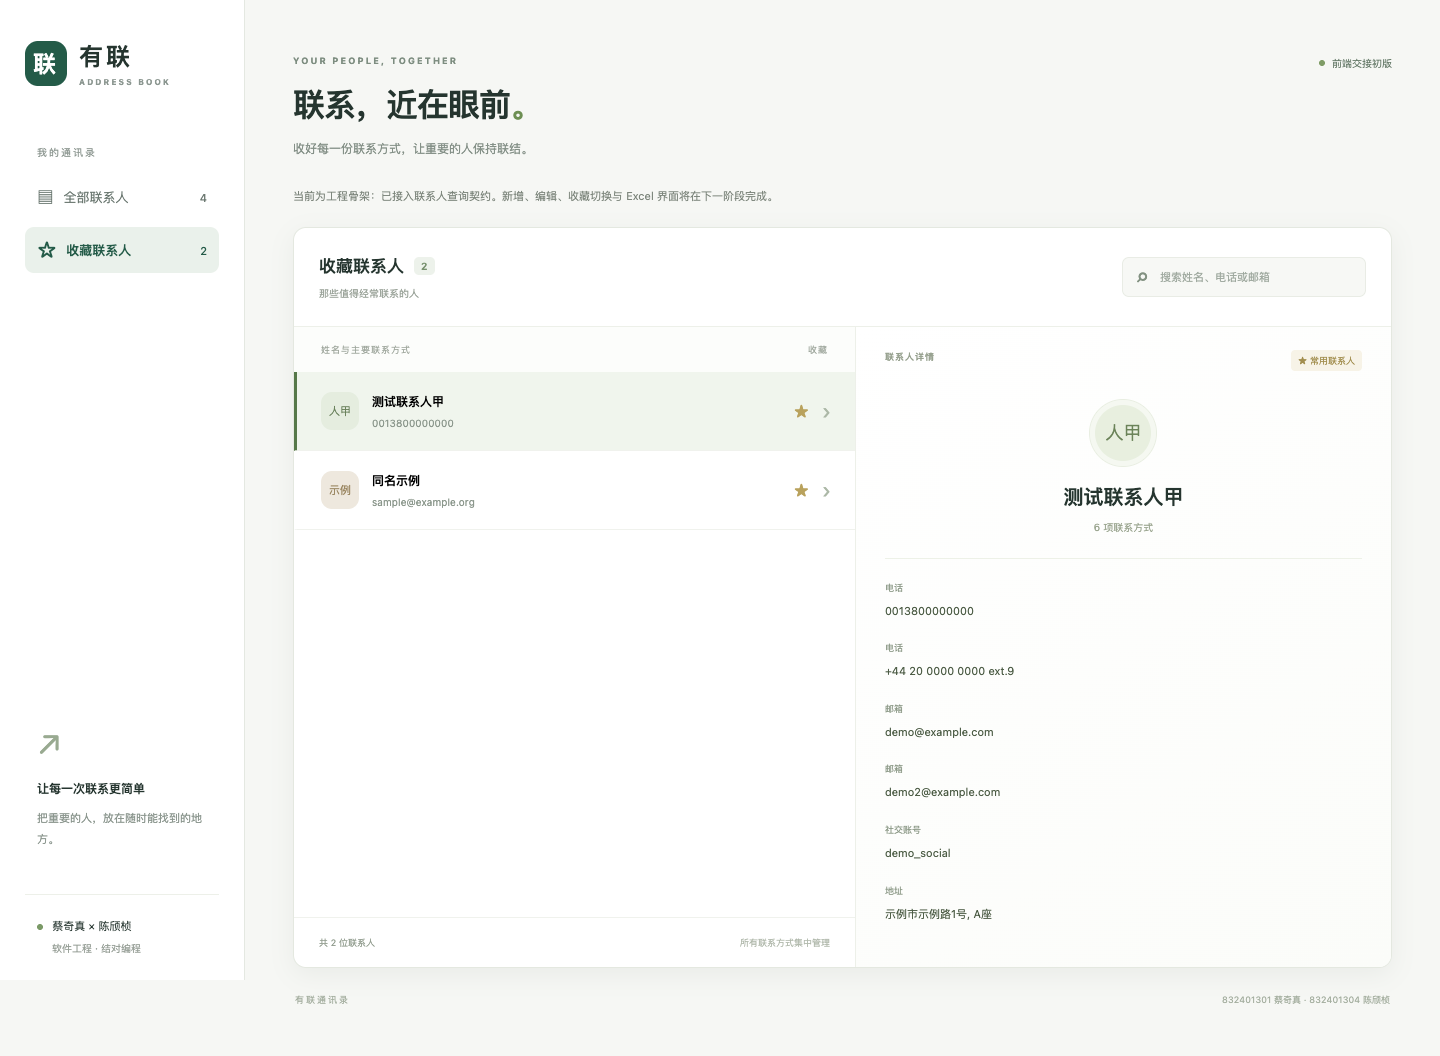 联
有联
ADDRESS BOOK
我的通讯录
全部联系人 4
收藏联系人 2
让每一次联系更简单
把重要的人，放在随时能找到的地
方。
蔡奇真 × 陈颀桢
软件工程 · 结对编程
YOUR PEOPLE, TOGETHER
前端交接初版
联系，近在眼前。
收好每一份联系方式，让重要的人保持联结。
当前为工程骨架：已接入联系人查询契约。新增、编辑、收藏切换与 Excel 界面将在下一阶段完成。
收藏联系人 2
那些值得经常联系的人
搜索姓名、电话或邮箱
姓名与主要联系方式 收藏
人甲
测试联系人甲
0013800000000
示例
同名示例
sample@example.org
共 2 位联系人 所有联系方式集中管理
联系人详情
★ 常用联系人
人甲
测试联系人甲
6 项联系方式
电话
0013800000000
电话
+44 20 0000 0000 ext.9
邮箱
demo@example.com
邮箱
demo2@example.com
社交账号
demo_social
地址
示例市示例路1号, A座
有联通讯录
832401301 蔡奇真 · 832401304 陈颀桢